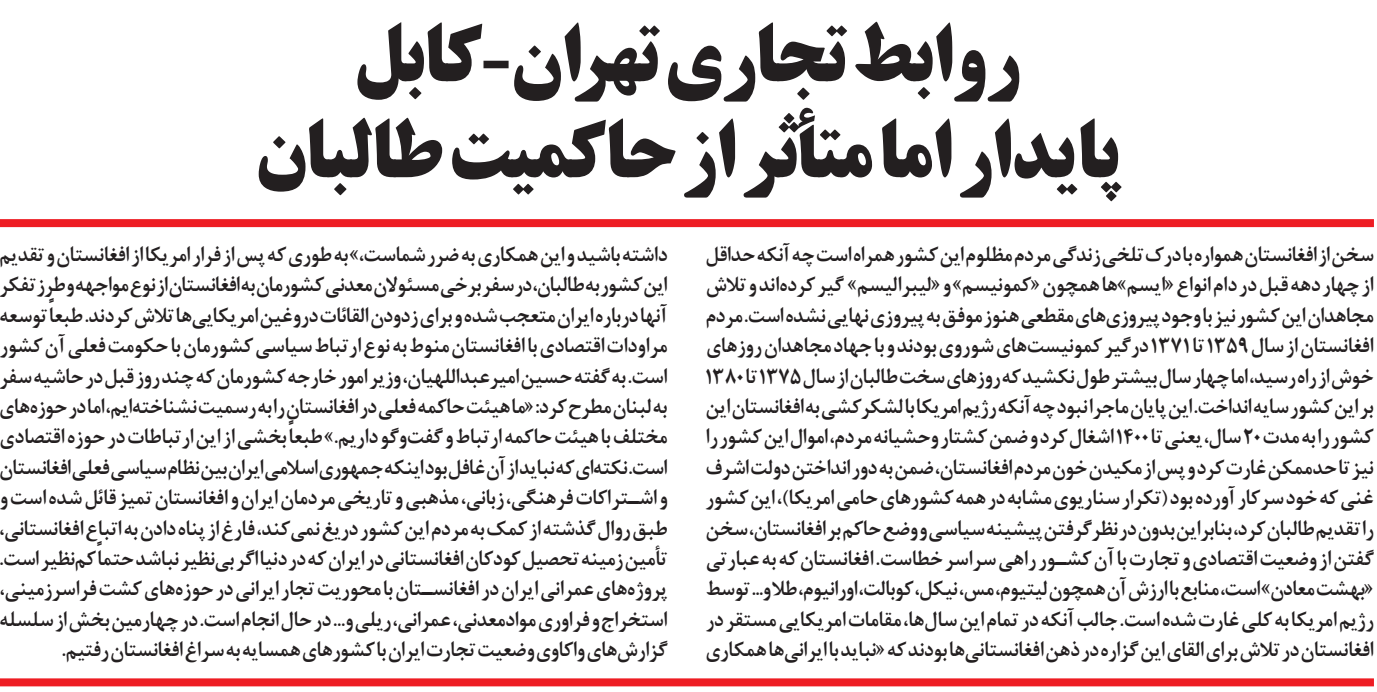 روابط تجاری تهران-کابل
پایدار اما متأثر از حاکمیت طالبان
سخن از افغانستان همواره با درک تلخی زندگی مردم مظلوم این کشور همراه است چه آنکه حداقل
از چهار دهه قبل در دام انواع «ایسم»ها همچون «کمونیسم» و «لیبرالیسم» گیر کرده‌اند و تلاش
مجاهدان این کشور نیز با وجود پیروزی‌های مقطعی هنوز موفق به پیروزی نهایی نشده است. مردم
افغانستان از سال ۱۳۵۹ تا ۱۳۷۱ درگیر کمونیست‌های شوروی بودند و با جهاد مجاهدان روزهای
خوش از راه رسید، اما چهار سال بیشتر طول نکشید که روزهای سخت طالبان از سال ۱۳۷۵ تا ۱۳۸۰
بر این کشور سایه انداخت. این پایان ماجرا نبود چه آنکه رژیم امریکا با لشکرکشی به افغانستان این
کشور را به مدت ۲۰ سال، یعنی تا ۱۴۰۰ اشغال کرد و ضمن کشتار وحشیانه مردم، اموال این کشور را
نیز تا حد ممکن غارت کرد و پس از مکیدن خون مردم افغانستان، ضمن به دور انداختن دولت اشرف
غنی که خود سر کار آورده بود (تکرار سناریوی مشابه در همه کشورهای حامی امریکا)، این کشور
را تقدیم طالبان کرد، بنابراین بدون در نظر گرفتن پیشینه سیاسی و وضع حاکم بر افغانستان، سخن
گفتن از وضعیت اقتصادی و تجارت با آن کشــور راهی سراسر خطاست. افغانستان که به عبارتی
«بهشت معادن» است، منابع با ارزش آن همچون لیتیوم، مس، نیکل، کوبالت، اورانیوم، طلا و... توسط
رژیم امریکا به کلی غارت شده است. جالب آنکه در تمام این سال‌ها، مقامات امریکایی مستقر در
افغانستان در تلاش برای القای این گزاره در ذهن افغانستانی‌ها بودند که «نباید با ایرانی‌ها همکاری
داشته باشید و این همکاری به ضرر شماست،» به طوری که پس از فرار امریکا از افغانستان و تقدیم
این کشور به طالبان، در سفر برخی مسئولان معدنی کشورمان به افغانستان از نوع مواجهه و طرز تفکر
آنها درباره ایران متعجب شده و برای زدودن القائات دروغین امریکایی‌ها تلاش کردند. طبعاً توسعه
مراودات اقتصادی با افغانستان منوط به نوع ارتباط سیاسی کشورمان با حکومت فعلی آن کشور
است. به گفته حسین امیرعبداللهیان، وزیر امور خارجه کشورمان که چند روز قبل در حاشیه سفر
به لبنان مطرح کرد: «ما هیئت حاکمه فعلی در افغانستان را به رسمیت نشناخته‌ایم، اما در حوزه‌های
مختلف با هیئت حاکمه ارتباط و گفت‌وگو داریم.» طبعاً بخشی از این ارتباطات در حوزه اقتصادی
است. نکته‌ای که نباید از آن غافل بود اینکه جمهوری اسلامی ایران بین نظام سیاسی فعلی افغانستان
و اشــتراکات فرهنگی، زبانی، مذهبی و تاریخی مردمان ایران و افغانستان تمیز قائل شده است و
طبق روال گذشته از کمک به مردم این کشور دریغ نمی‌کند، فارغ از پناه دادن به اتباع افغانستانی،
تأمین زمینه تحصیل کودکان افغانستانی در ایران که در دنیا اگر بی‌نظیر نباشد حتماً کم‌نظیر است.
پروژه‌های عمرانی ایران در افغانســتان با محوریت تجار ایرانی در حوزه‌های کشت فراسرزمینی،
استخراج و فراوری مواد معدنی، عمرانی، ریلی و... در حال انجام است. در چهارمین بخش از سلسله
گزارش‌های واکاوی وضعیت تجارت ایران با کشورهای همسایه به سراغ افغانستان رفتیم.